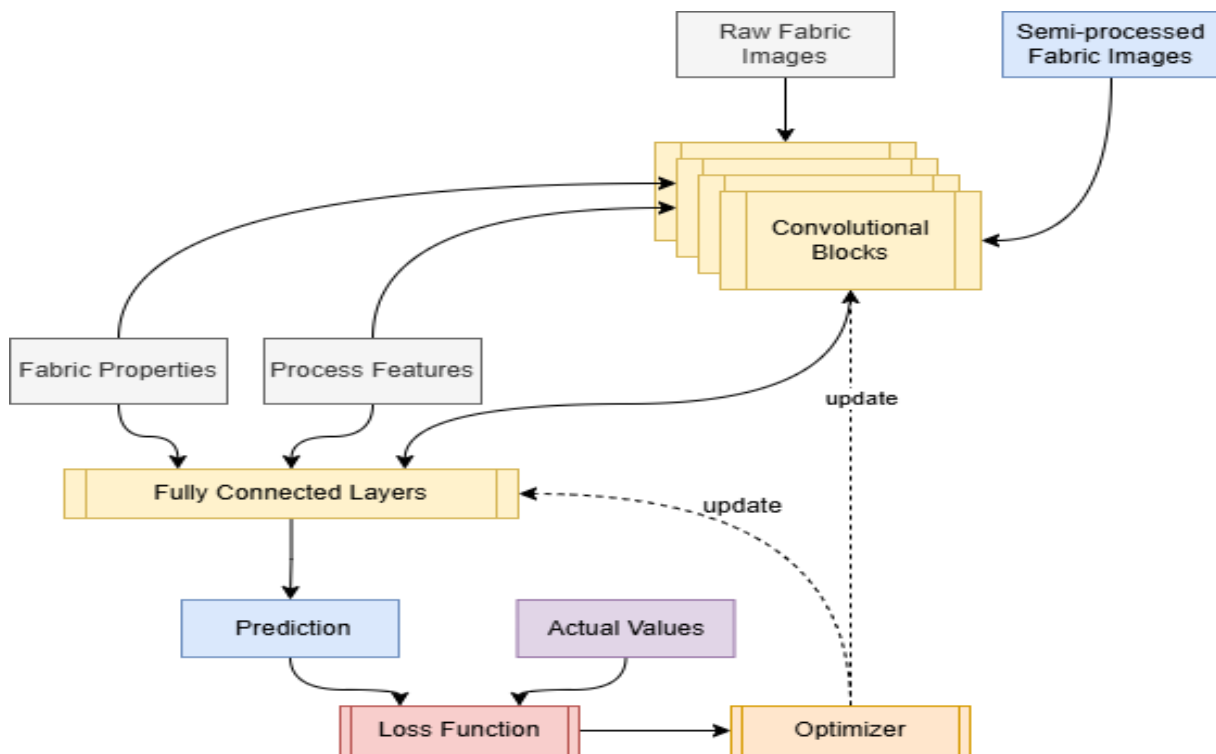 Raw Fabric
Images
Semi-processed
Fabric Images
Convolutional
Blocks
Fabric Properties
Process Features
update
Fully Connected Layers
update
Prediction
Actual Values
Loss Function
Optimizer